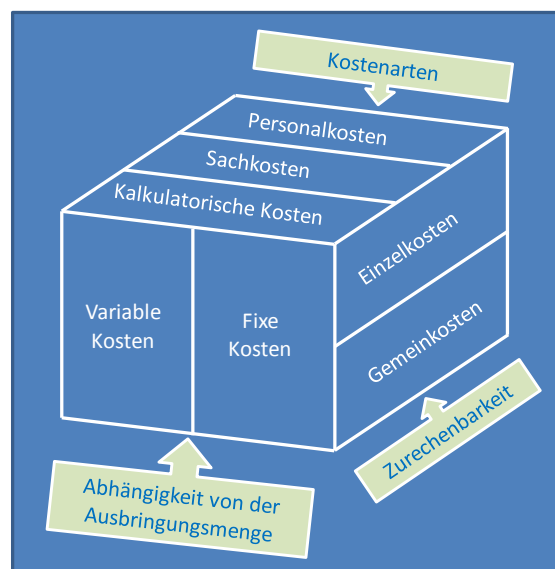 Kostenarten
Personalkosten
Sachkosten
Kalkulatorische Kosten
Variable
Kosten
Fixe
Kosten
Einzelkosten
Gemeinkosten
Zurechenbarkeit
Abhängigkeit von der
Ausbringungsmenge